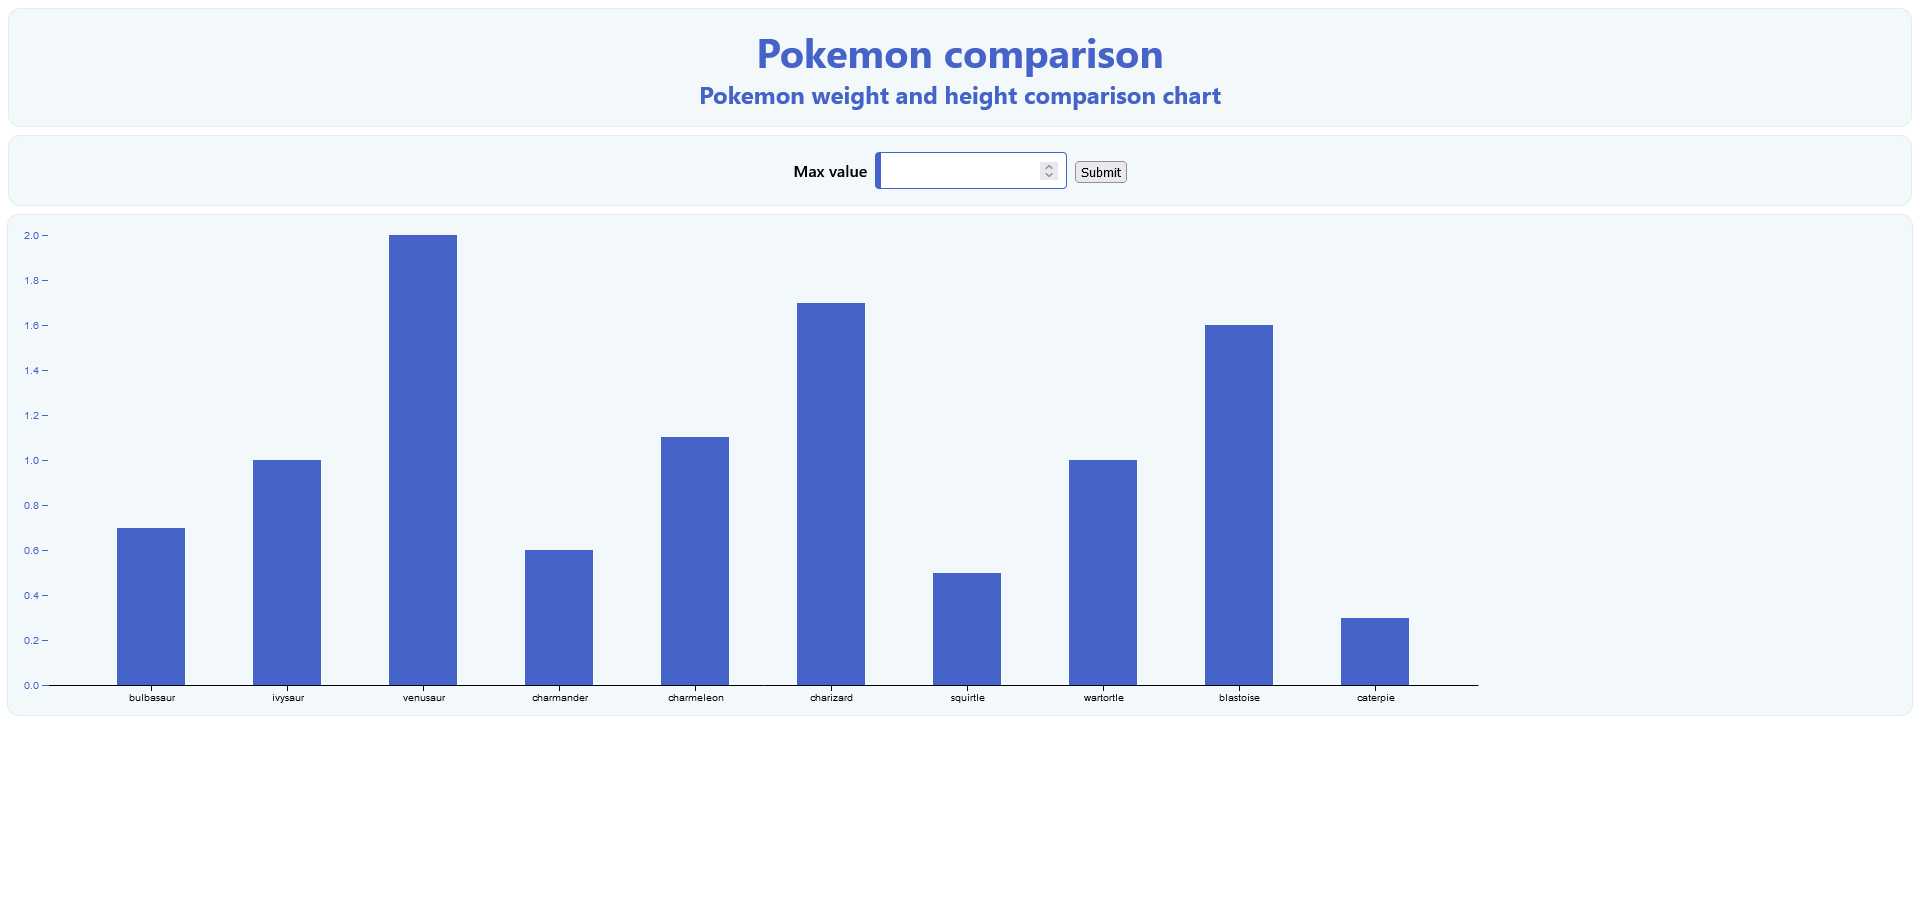 Pokemon comparison
Pokemon weight and height comparison chart
Max value Submit
2.0
1.8
1.6
1.4
1.2
1.0
0.8
0.6
0.4
0.2
0.0
bulbasaur ivysaur venusaur charmander charmeleon charizard squirtle wartortle blastoise caterpie